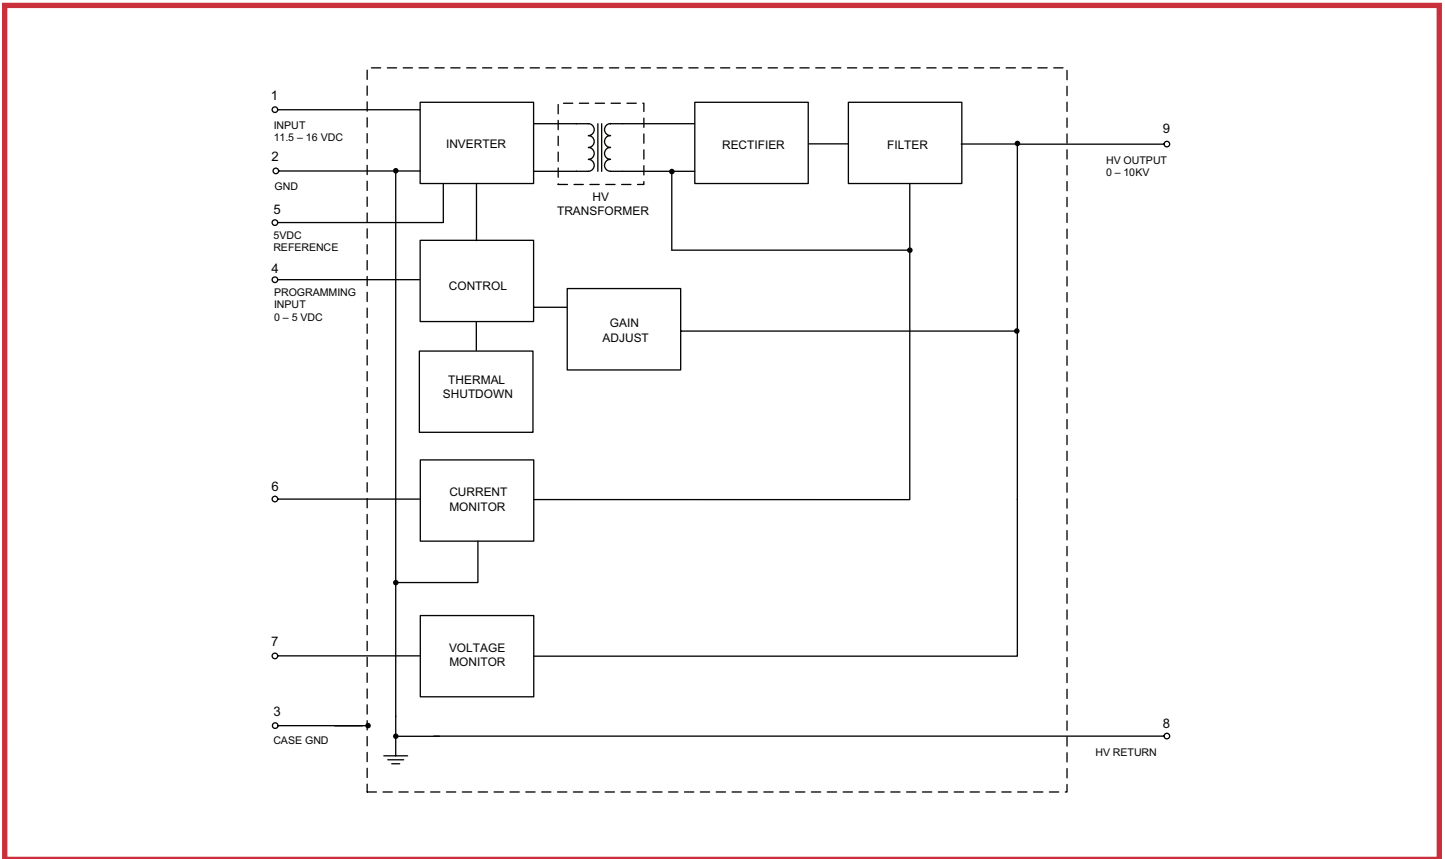 1
INPUT
11.5 – 16 VDC
2
GND
5
5VDC
REFERENCE
4
PROGRAMMING
INPUT
0 – 5 VDC
6
7
3
CASE GND
INVERTER
HV
TRANSFORMER
RECTIFIER
FILTER
9
HV OUTPUT
0 – 10KV
CONTROL
GAIN
ADJUST
THERMAL
SHUTDOWN
CURRENT
MONITOR
VOLTAGE
MONITOR
8
HV RETURN